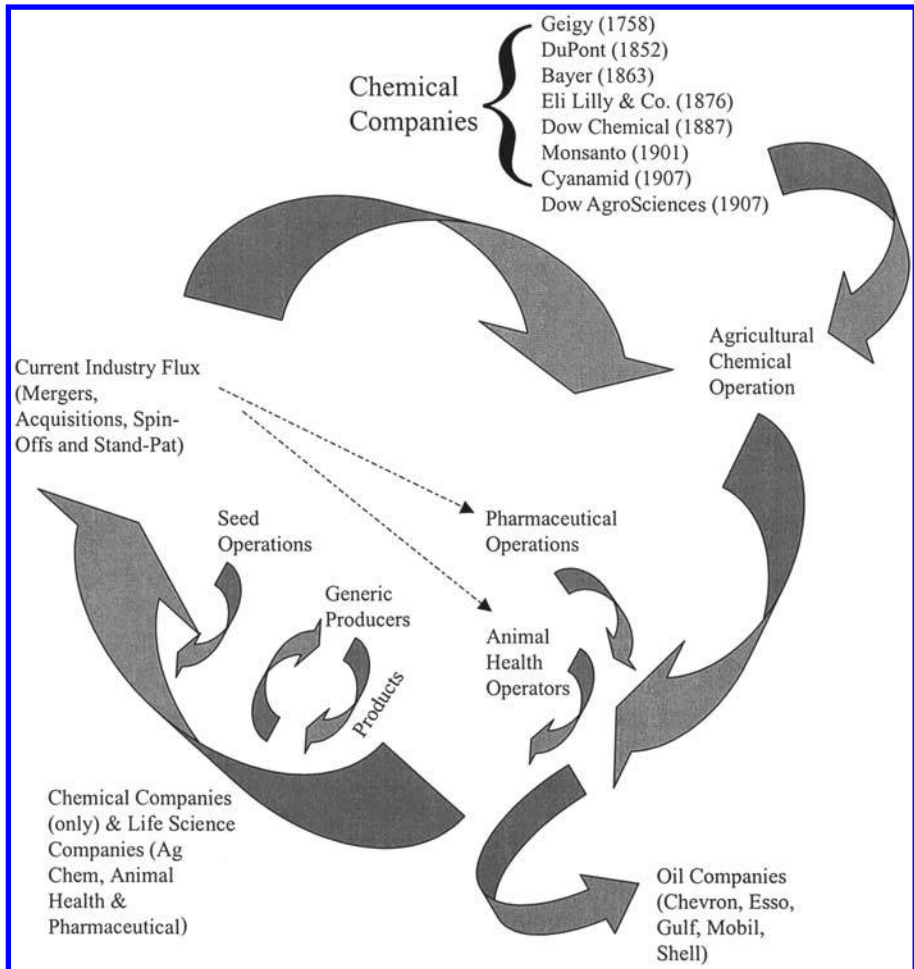 Chemical
Companies
Geigy (1758)
DuPont (1852)
Bayer (1863)
Eli Lilly & Co. (1876)
Dow Chemical (1887)
Monsanto (1901)
Cyanamid (1907)
Dow AgroSciences (1907)
Agricultural
Chemical
Operation
Current Industry Flux
(Mergers,
Acquisitions, Spin-
Offs and Stand-Pat)
Seed
Operations
Generic
Producers
Products
Pharmaceutical
Operations
Animal
Health
Operators
Chemical Companies
(only) & Life Science
Companies (Ag
Chem, Animal
Health &
Pharmaceutical)
Oil Companies
(Chevron, Esso,
Gulf, Mobil,
Shell)